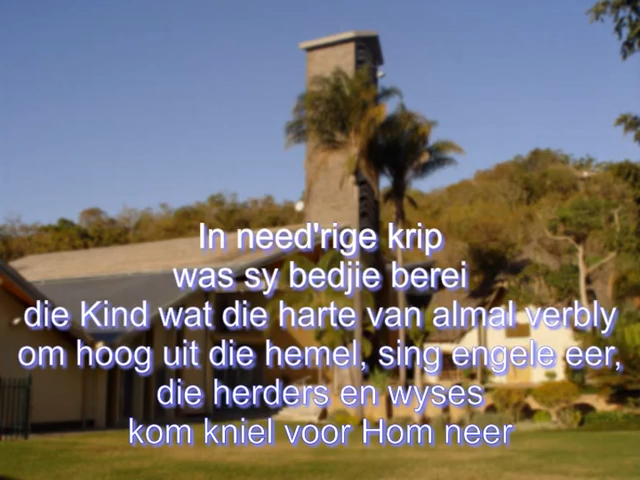 In need'rige krip
was sy bedjie berei
die Kind wat die harte van almal verbly
om hoog uit die hemel, sing engele eer,
die herders en wyses
kom kniel voor Hom neer